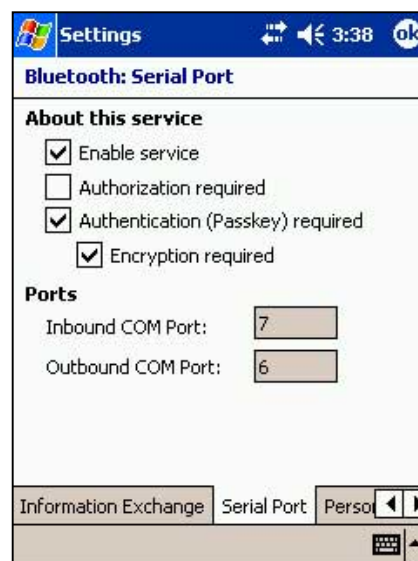 Settings 3:38 ok
Bluetooth: Serial Port
About this service
Enable service
Authorization required
Authentication (Passkey) required
Encryption required
Ports
Inbound COM Port: 7
Outbound COM Port: 6
Information Exchange Serial Port Perso